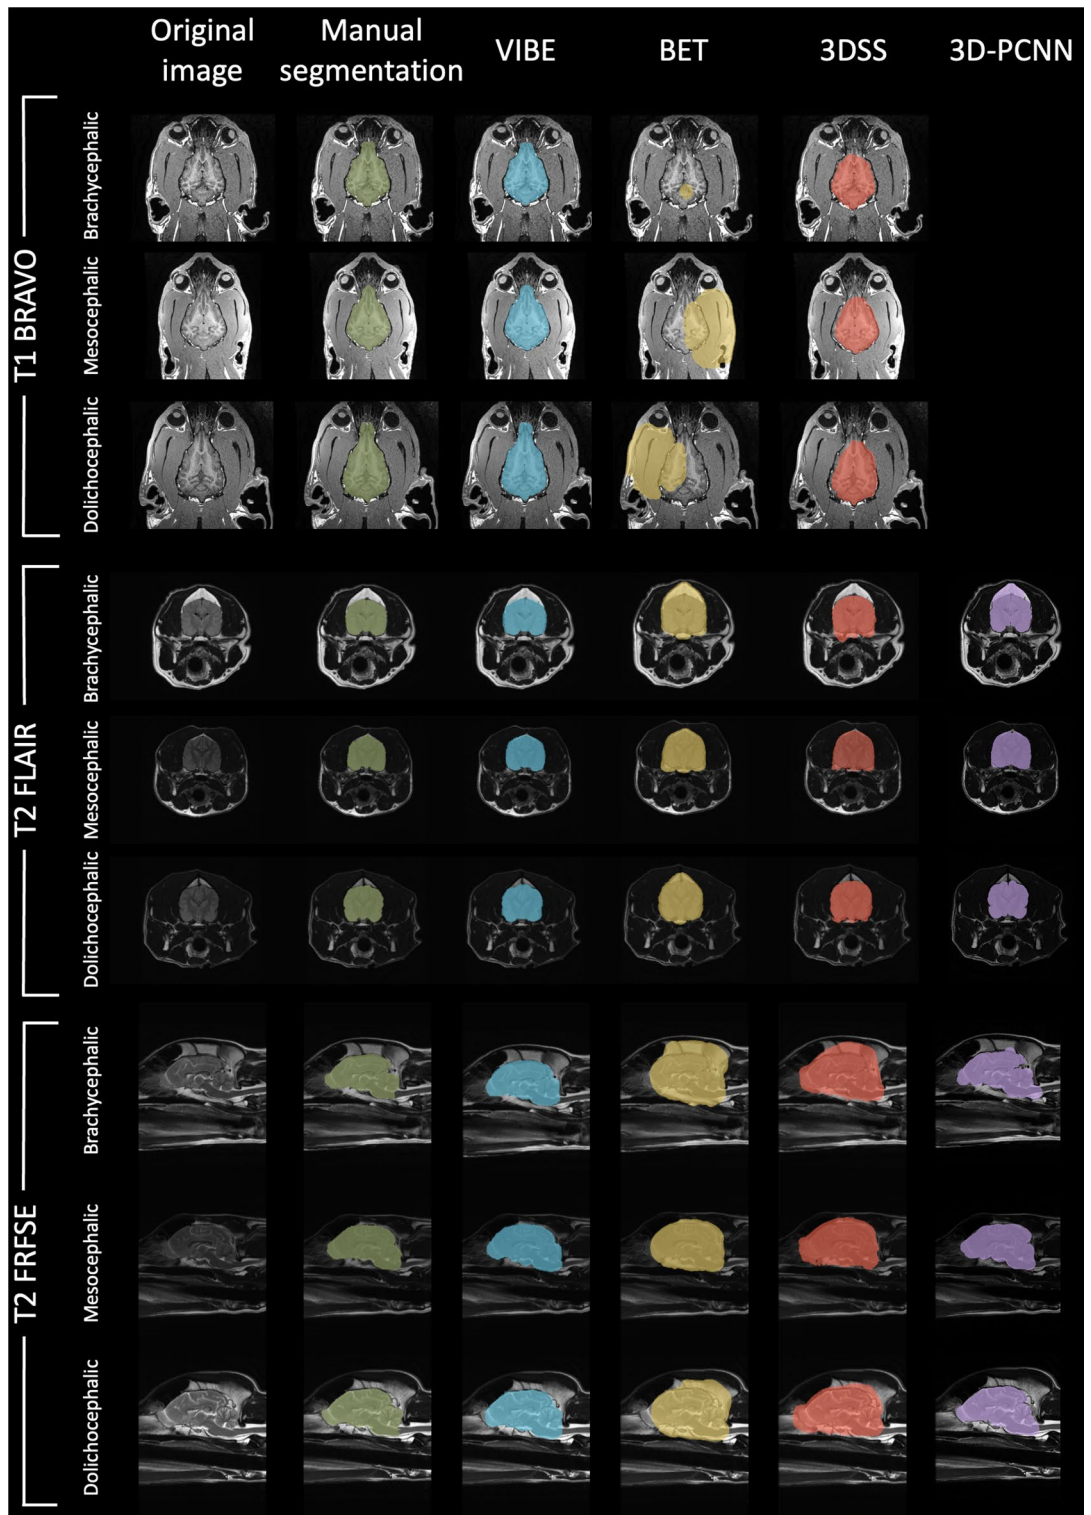 Original
image
Manual
segmentation
VIBE
BET
3DSS
3D-PCNN
T1 BRAVO
Brachycephalic
Mesocephalic
Dolichocephalic
T2 FLAIR
Brachycephalic
Mesocephalic
Dolichocephalic
T2 FRFSE
Brachycephalic
Mesocephalic
Dolichocephalic